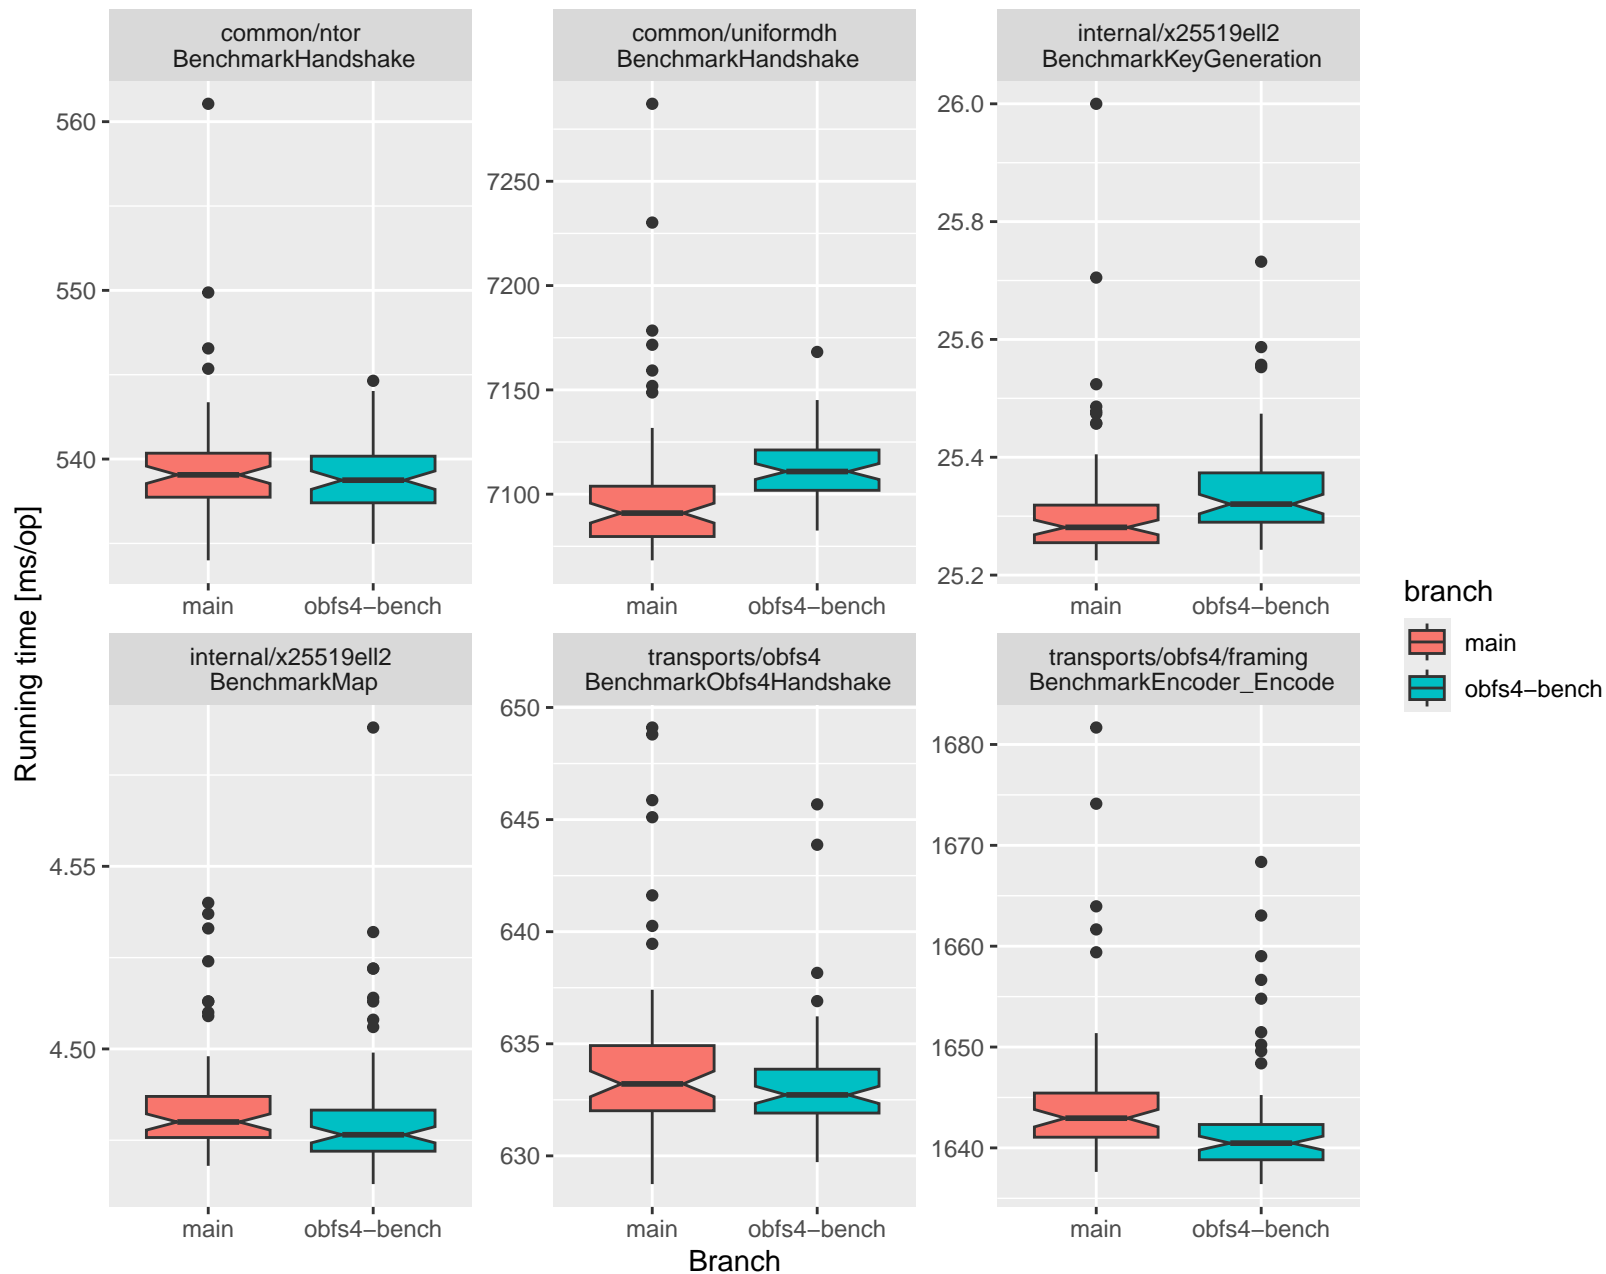 common/ntor
BenchmarkHandshake
common/uniformdh
BenchmarkHandshake
internal/x25519ell2
BenchmarkKeyGeneration
560
550
540
7250
7200
7150
7100
26.0
25.8
25.6
25.4
25.2
main
obfs4−bench
main
obfs4−bench
main
obfs4−bench
internal/x25519ell2
BenchmarkMap
transports/obfs4
BenchmarkObfs4Handshake
transports/obfs4/framing
BenchmarkEncoder_Encode
4.55
4.50
650
645
640
635
630
1680
1670
1660
1650
1640
main
obfs4−bench
main
obfs4−bench
main
obfs4−bench
Branch
Running time [ms/op]
branch
main
obfs4−bench